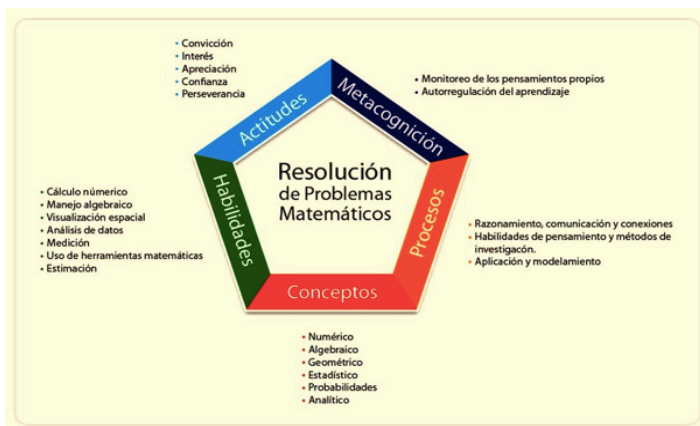 • Convicción
• Interés
• Apreciación
• Confianza
• Perseverancia
Actitudes
Metacognición
• Monitoreo de los pensamientos propios
• Autorregulación del aprendizaje
Resolución
de Problemas
Matemáticos
Habilidades
• Cálculo númerico
• Manejo algebraico
• Visualización espacial
• Análisis de datos
• Medición
• Uso de herramientas matemáticas
• Estimación
Procesos
• Razonamiento, comunicación y conexiones
• Habilidades de pensamiento y métodos de
investigacón.
• Aplicación y modelamiento
Conceptos
• Numérico
• Algebraico
• Geométrico
• Estadístico
• Probabilidades
• Analítico